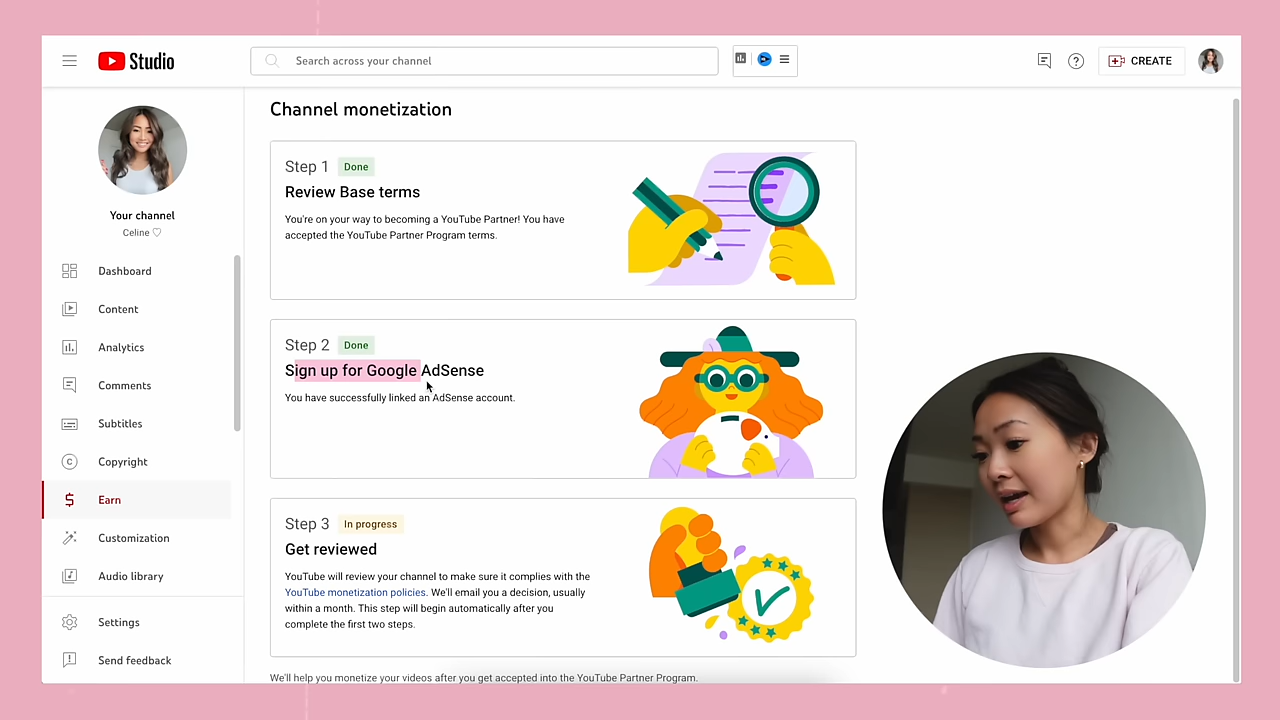 Studio
Search across your channel
CREATE
Your channel
Celine ♡
Dashboard
Content
Analytics
Comments
Subtitles
Copyright
Earn
Customization
Audio library
Settings
Send feedback
Channel monetization
Step 1 Done
Review Base terms
You're on your way to becoming a YouTube Partner! You have
accepted the YouTube Partner Program terms.
Step 2 Done
Sign up for Google AdSense
You have successfully linked an AdSense account.
Step 3 In progress
Get reviewed
YouTube will review your channel to make sure it complies with the
YouTube monetization policies. We'll email you a decision, usually
within a month. This step will begin automatically after you
complete the first two steps.
We'll help you monetize your videos after you get accepted into the YouTube Partner Program.